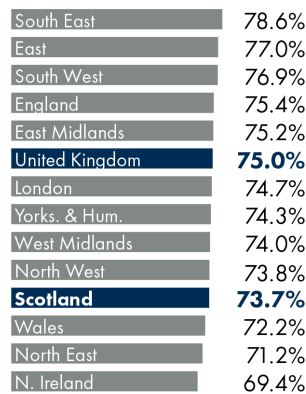 South East 78.6%
East 77.0%
South West 76.9%
England 75.4%
East Midlands 75.2%
United Kingdom 75.0%
London 74.7%
Yorks. & Hum. 74.3%
West Midlands 74.0%
North West 73.8%
Scotland 73.7%
Wales 72.2%
North East 71.2%
N. Ireland 69.4%